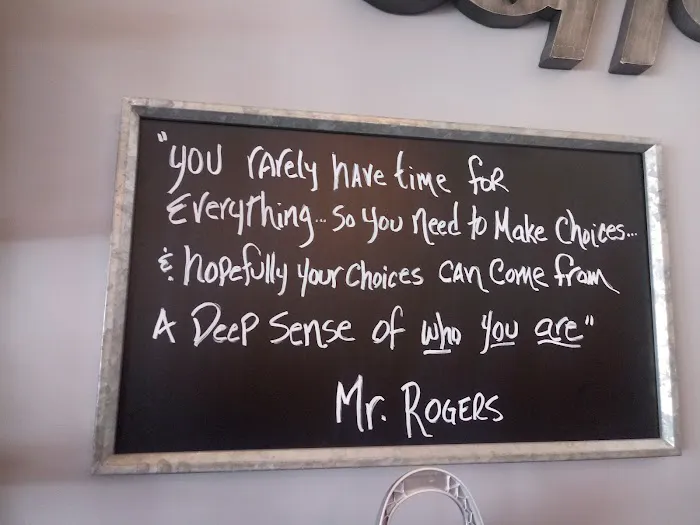 "you rarely have time for
Everything... so you need to Make Choices...
& hopefully your choices can come from
A Deep sense of who you are"
Mr. Rogers